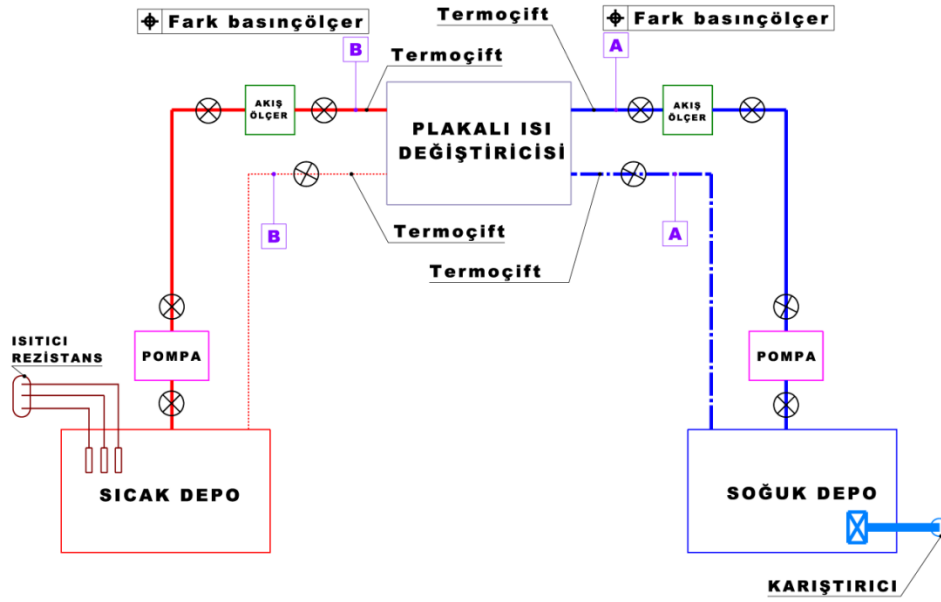 Fark basınçölçer
Termoçift
Fark basınçölçer
B
Termoçift
A
AKIŞ
ÖLÇER
PLAKALI ISI
DEĞİŞTİRİCİSİ
AKIŞ
ÖLÇER
B
Termoçift
A
Termoçift
ISITICI
REZİSTANS
POMPA
POMPA
SICAK DEPO
SOĞUK DEPO
KARIŞTIRICI